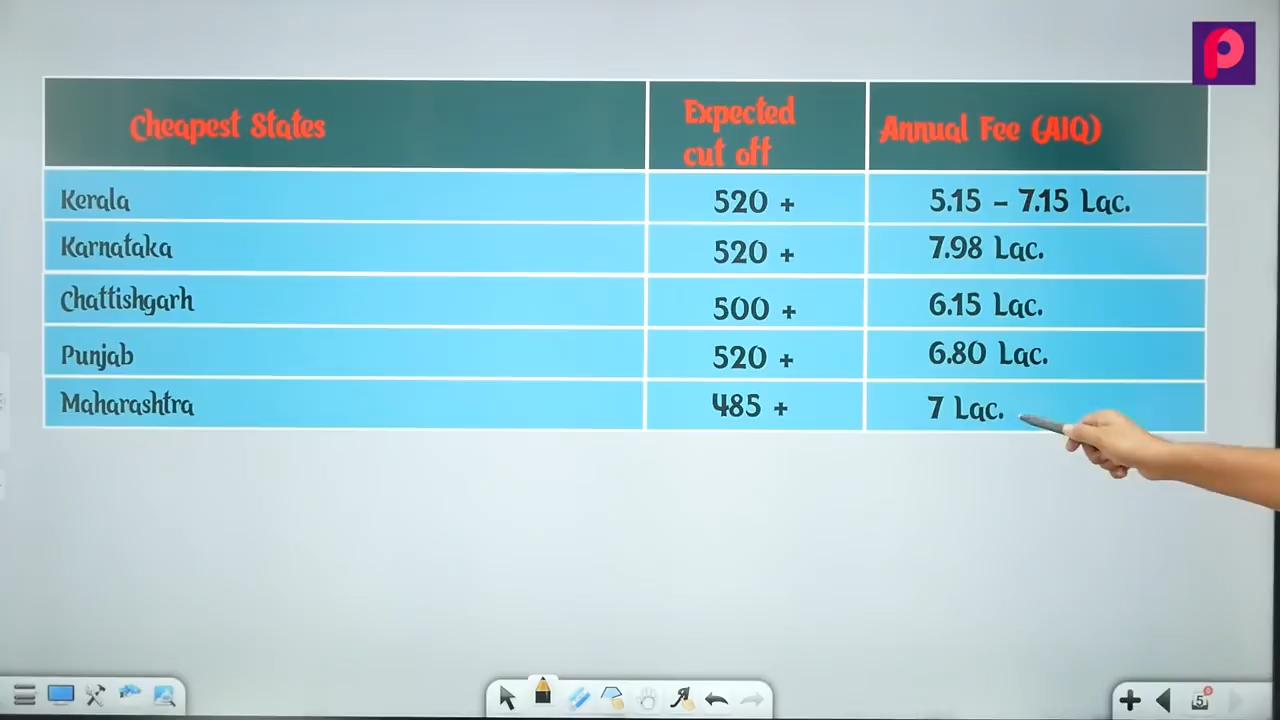 Cheapest States
Expected
cut off
Annual Fee (AIQ)
Kerala
520 +
5.15 – 7.15 Lac.
Karnataka
520 +
7.98 Lac.
Chattishgarh
500 +
6.15 Lac.
Punjab
520 +
6.80 Lac.
Maharashtra
485 +
7 Lac.
5